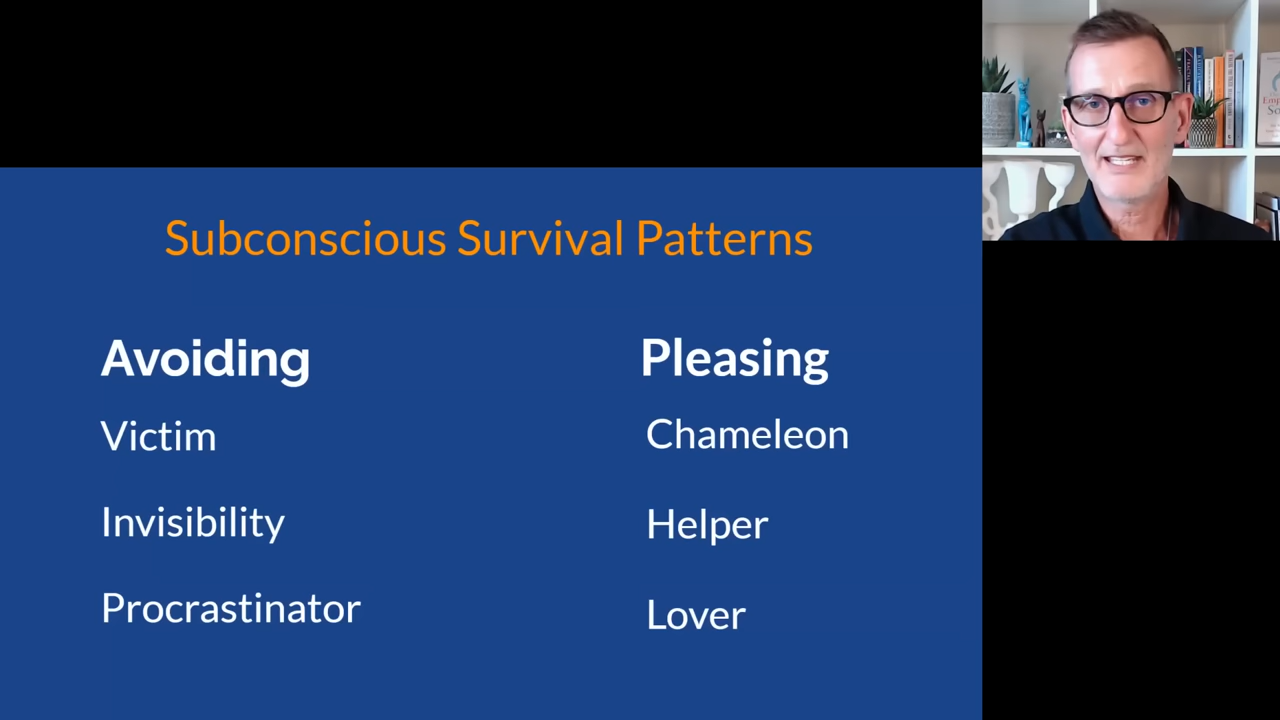 Subconscious Survival Patterns
Avoiding
Victim
Invisibility
Procrastinator
Pleasing
Chameleon
Helper
Lover